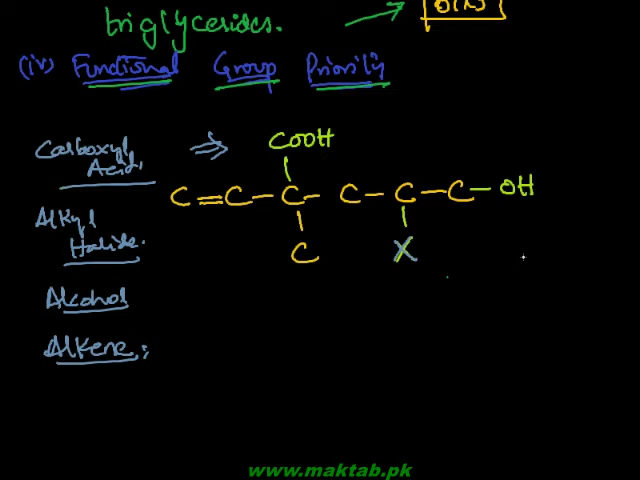 triglycerides.
oils
(iv) Functional Group Priority
Carboxyl Acid.
COOH
C=C-C-C-C-C-OH
Alkyl Halide.
C X
Alcohol
Alkene;
www.maktab.pk